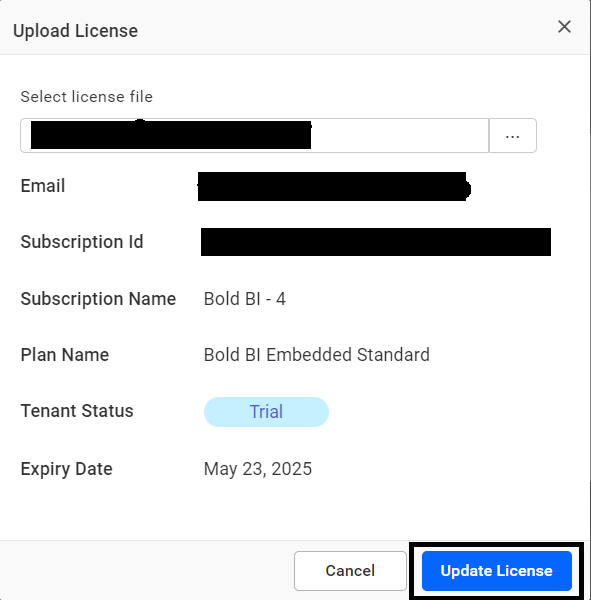 Upload License
Select license file
...
Email
Subscription Id
Subscription Name Bold BI - 4
Plan Name Bold BI Embedded Standard
Tenant Status Trial
Expiry Date May 23, 2025
Cancel Update License